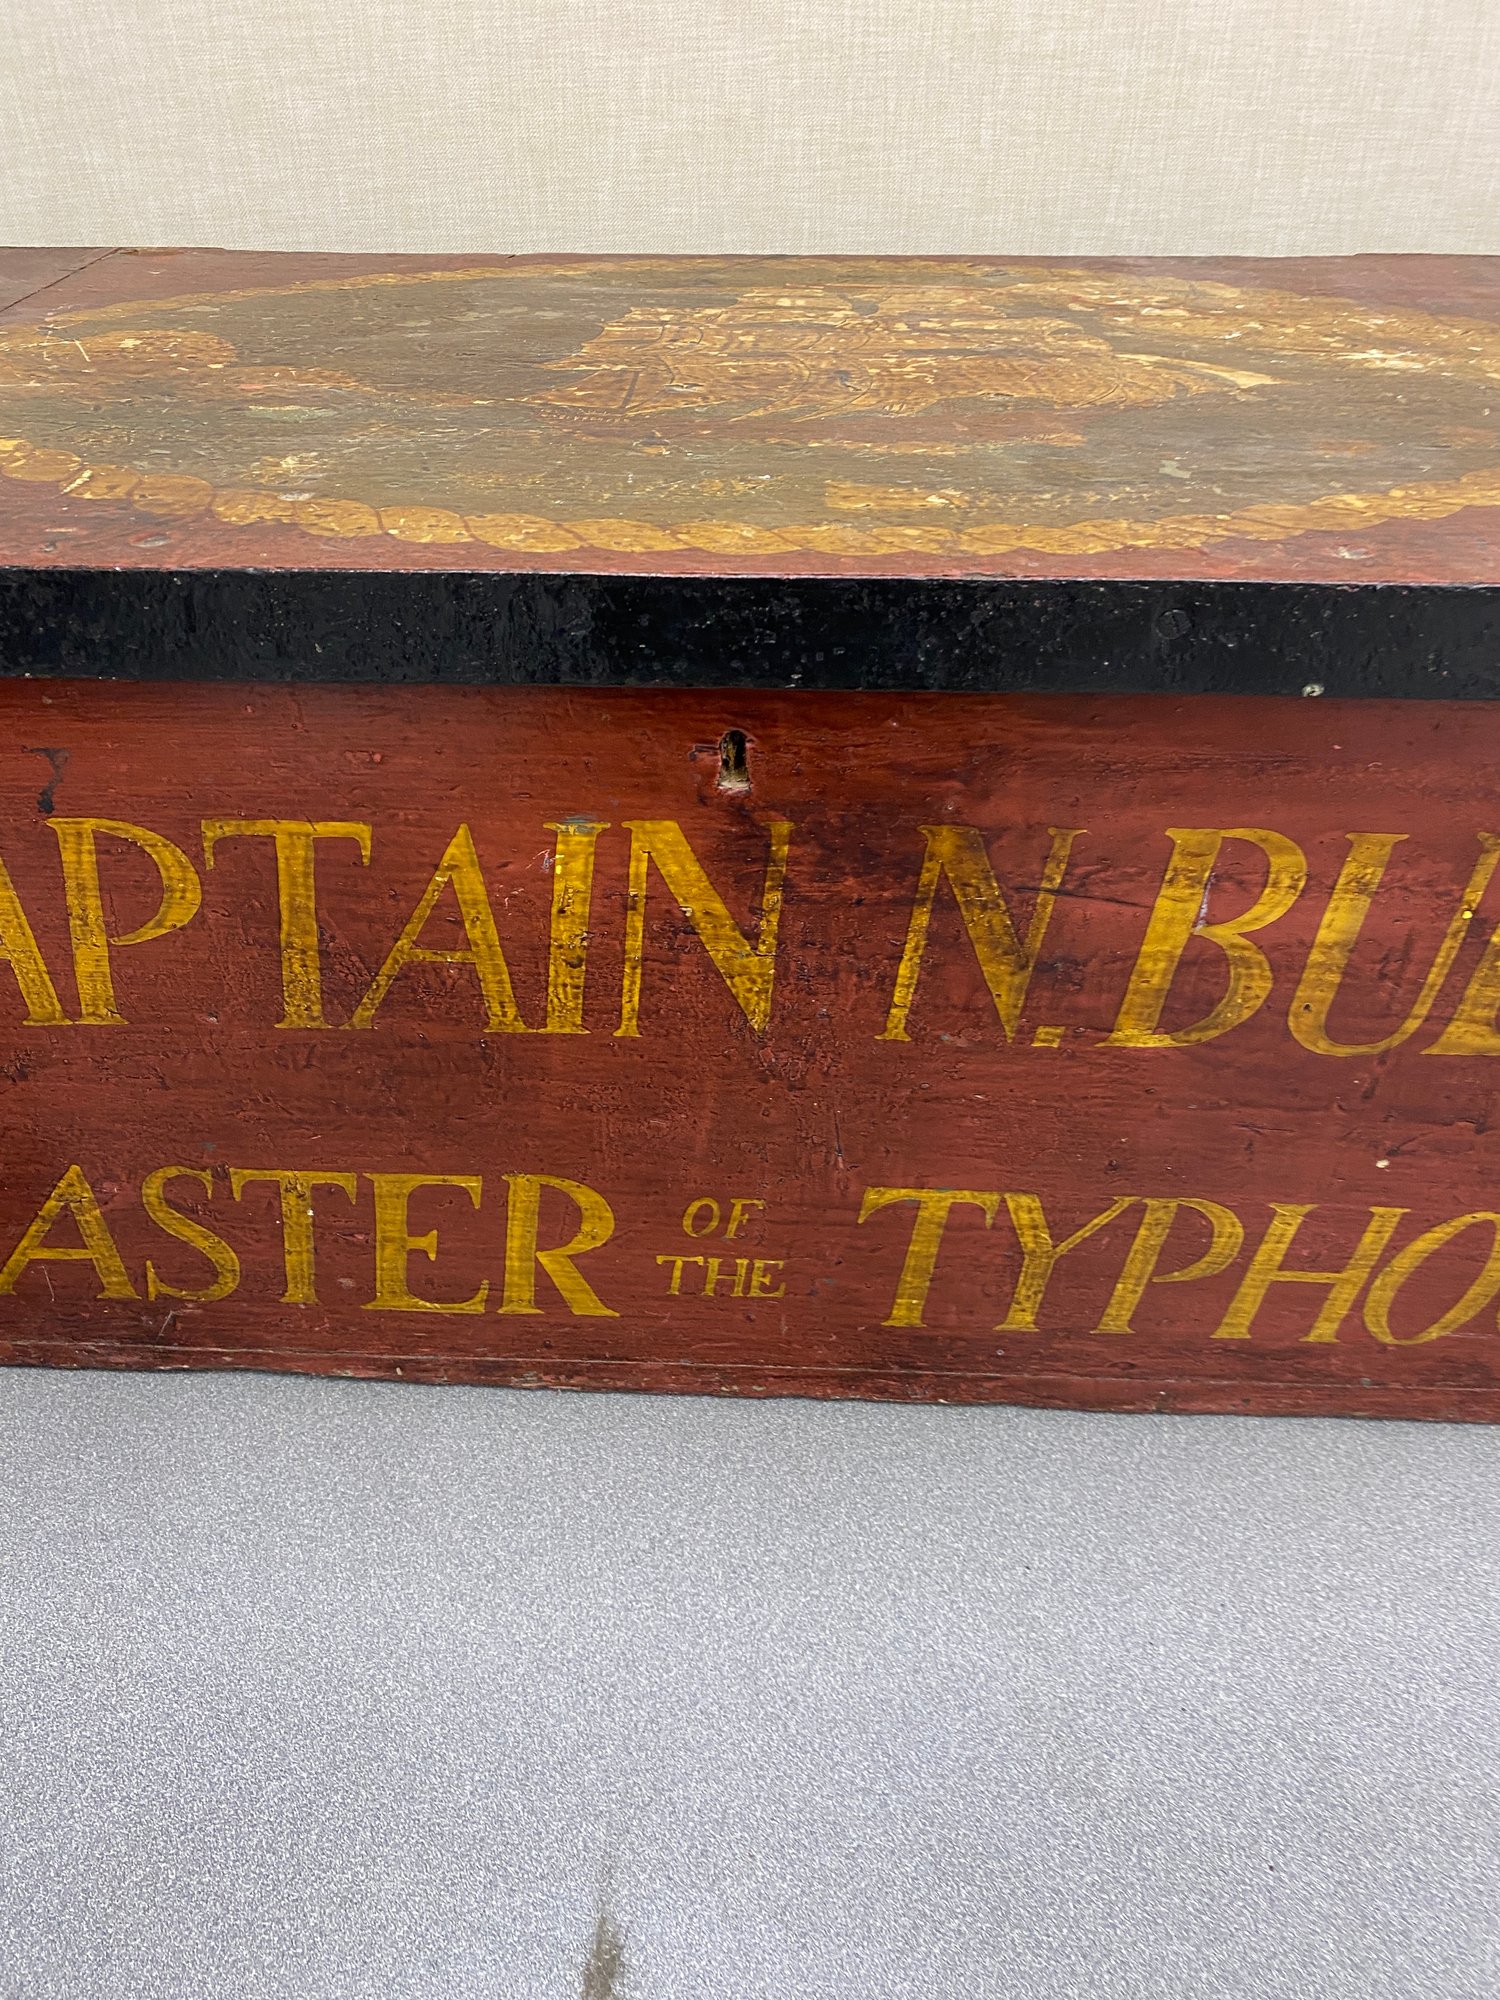 APTAIN N. BU
ASTER OF THE TYPHO